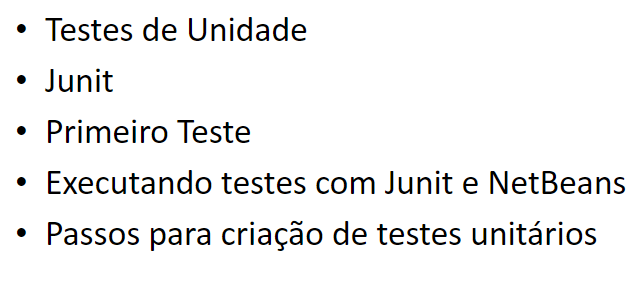 • Testes de Unidade
• Junit
• Primeiro Teste
• Executando testes com Junit e NetBeans
• Passos para criação de testes unitários